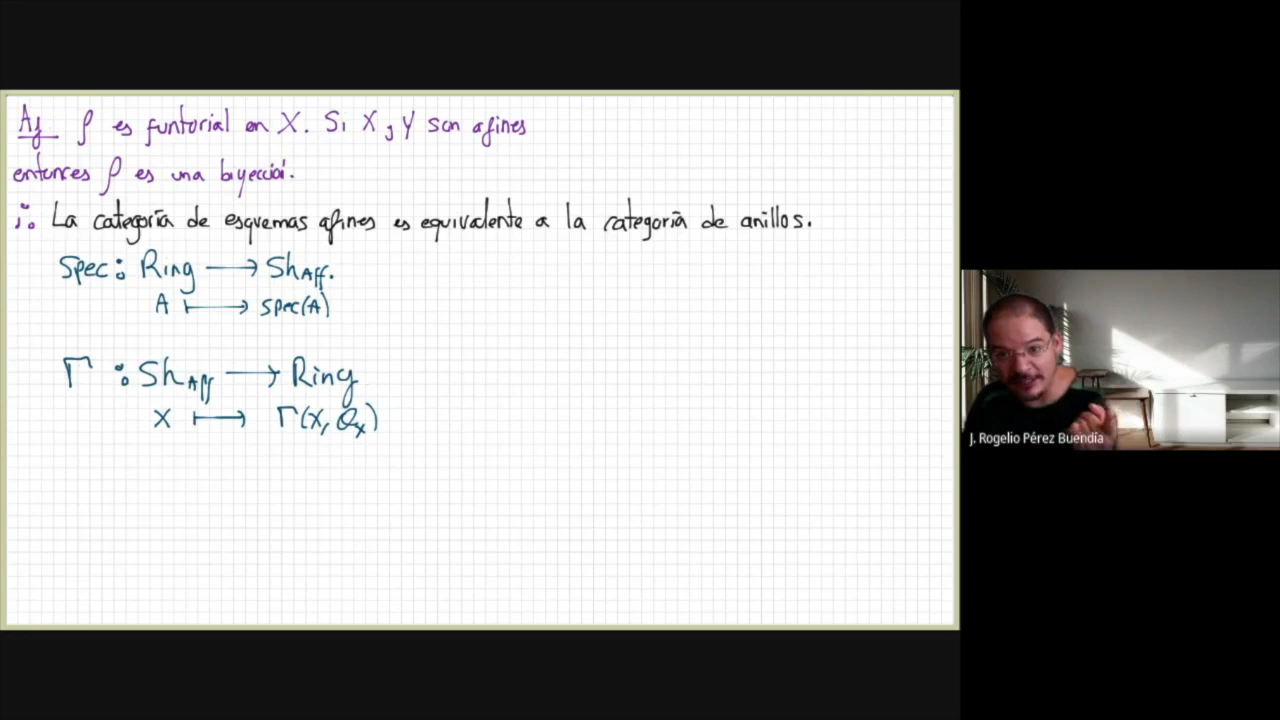 Af ρ es funtorial en X. Si X, Y son afines
entonces ρ es una biyección.
∴ La categoría de esquemas afines es equivalente a la categoría de anillos.
Spec: Ring ⟶ Sh_Aff.
A ⟼ spec(A)
Γ : Sh_Aff ⟶ Ring
X ⟼ Γ(X, O_X)
J. Rogelio Pérez Buendía